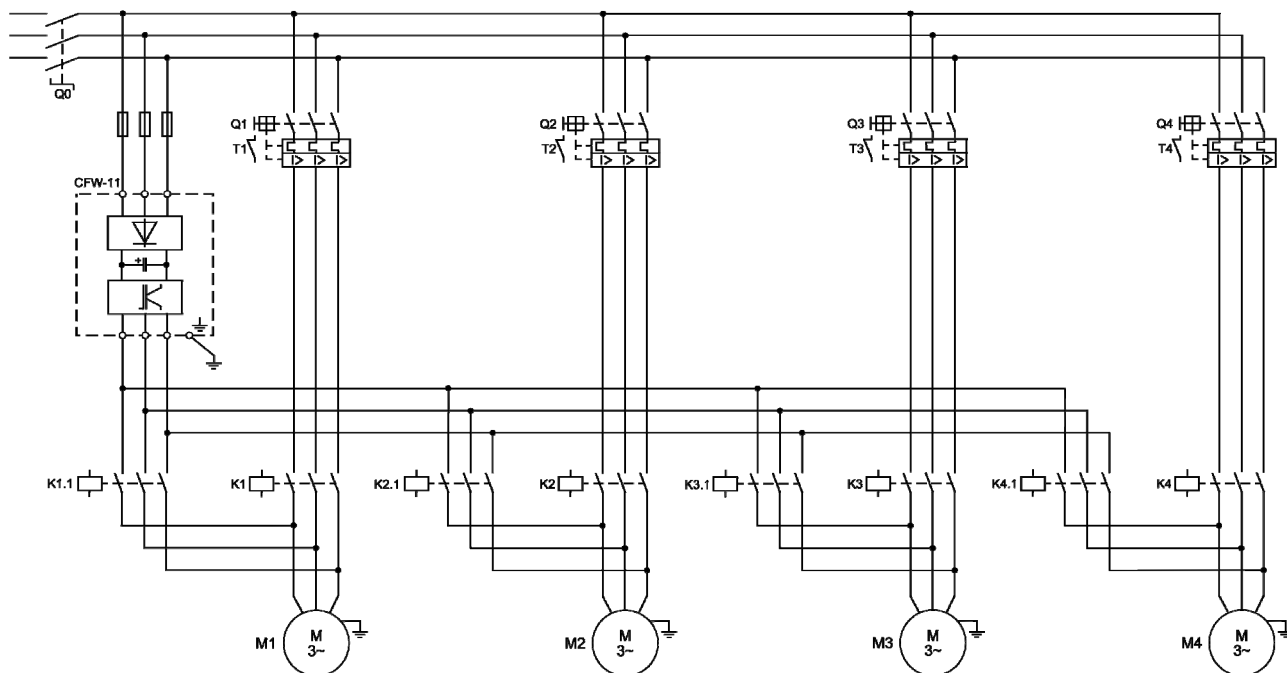 Q0
Q1
Q2
Q3
Q4
T1
T2
T3
T4
I> I> I>
I> I> I>
I> I> I>
I> I> I>
CFW-11
+
K1.1
K1
K2.1
K2
K3.1
K3
K4.1
K4
M1
M
3~
M2
M
3~
M3
M
3~
M4
M
3~